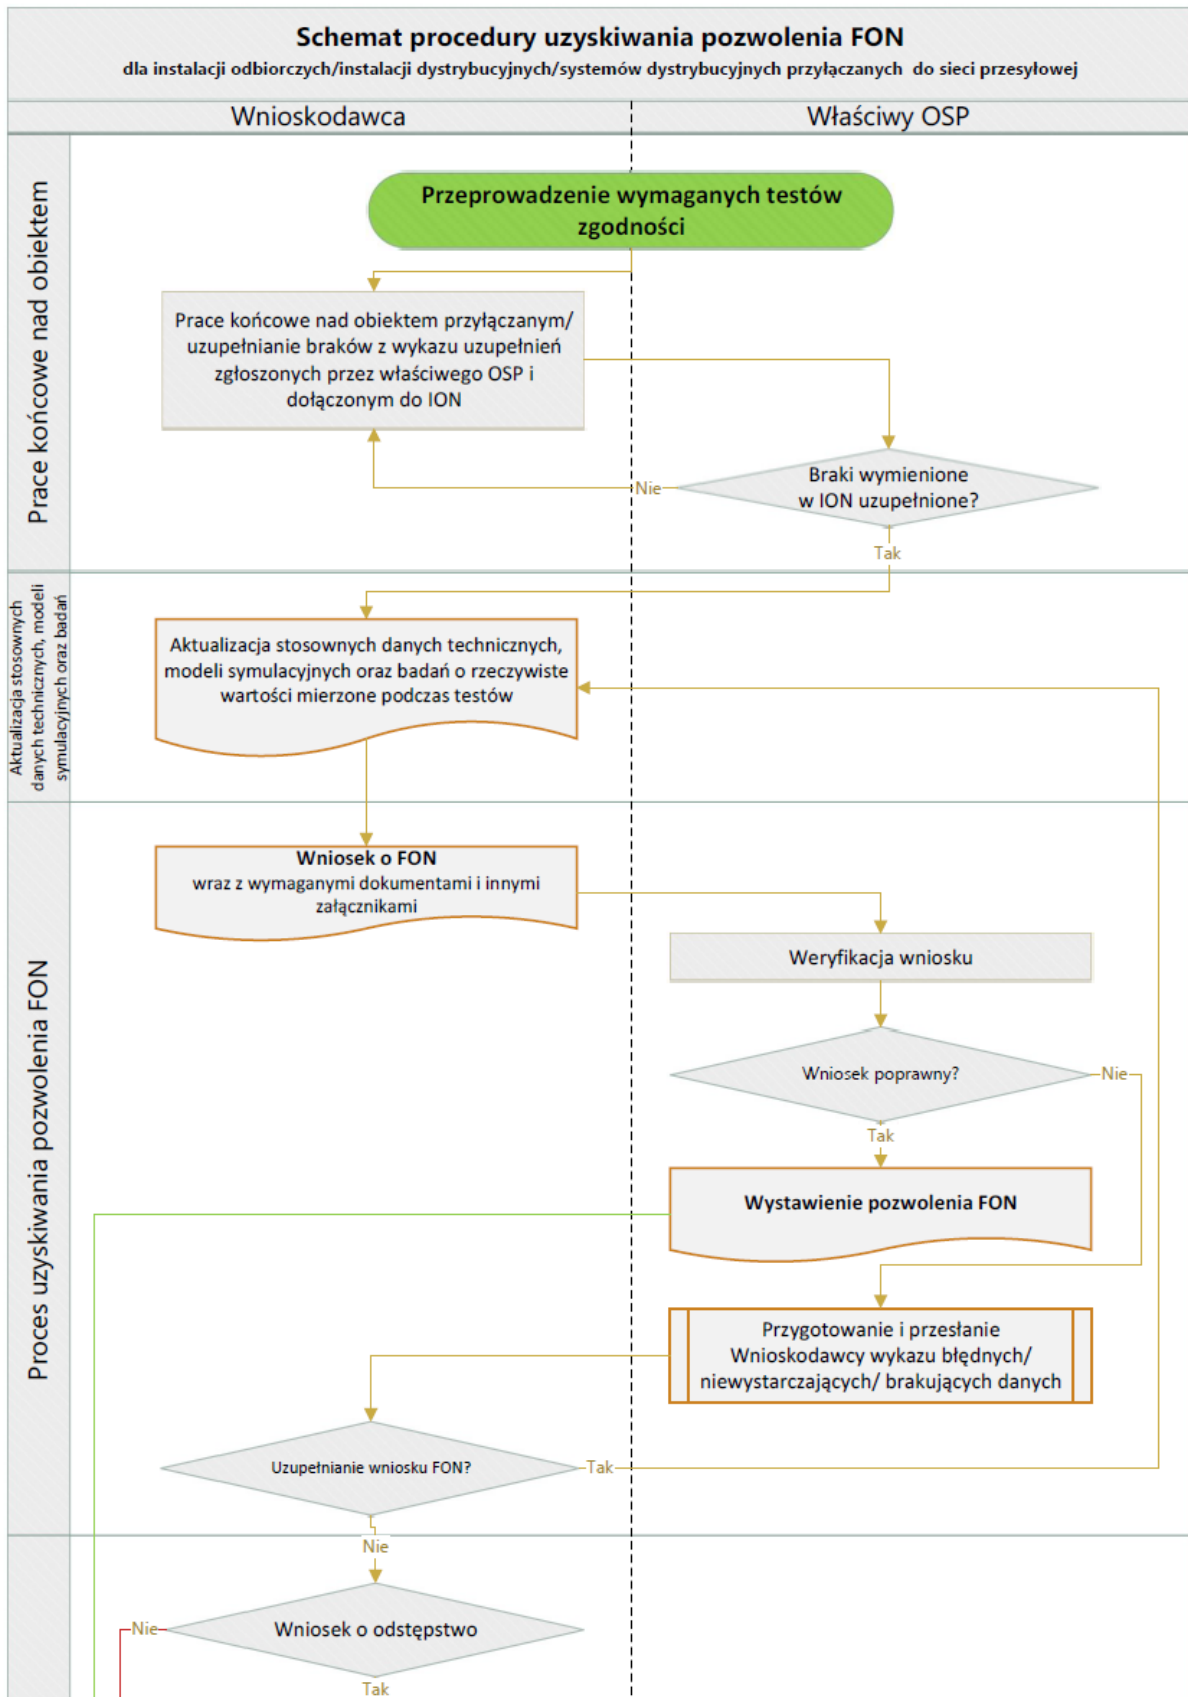 Schemat procedury uzyskiwania pozwolenia FON
dla instalacji odbiorczych/instalacji dystrybucyjnych/systemów dystrybucyjnych przyłączanych do sieci przesyłowej
Wnioskodawca
Właściwy OSP
Prace końcowe nad obiektem
Przeprowadzenie wymaganych testów
zgodności
Prace końcowe nad obiektem przyłączanym/
uzupełnianie braków z wykazu uzupełnień
zgłoszonych przez właściwego OSP i
dołączonym do ION
Braki wymienione
w ION uzupełnione?
Nie
Tak
Aktualizacja stosownych
danych technicznych, modeli
symulacyjnych oraz badań
Aktualizacja stosownych danych technicznych,
modeli symulacyjnych oraz badań o rzeczywiste
wartości mierzone podczas testów
Proces uzyskiwania pozwolenia FON
Wniosek o FON
wraz z wymaganymi dokumentami i innymi
załącznikami
Weryfikacja wniosku
Wniosek poprawny?
Nie
Tak
Wystawienie pozwolenia FON
Przygotowanie i przesłanie
Wnioskodawcy wykazu błędnych/
niewystarczających/ brakujących danych
Uzupełnianie wniosku FON?
Tak
Nie
Wniosek o odstępstwo
Nie
Tak